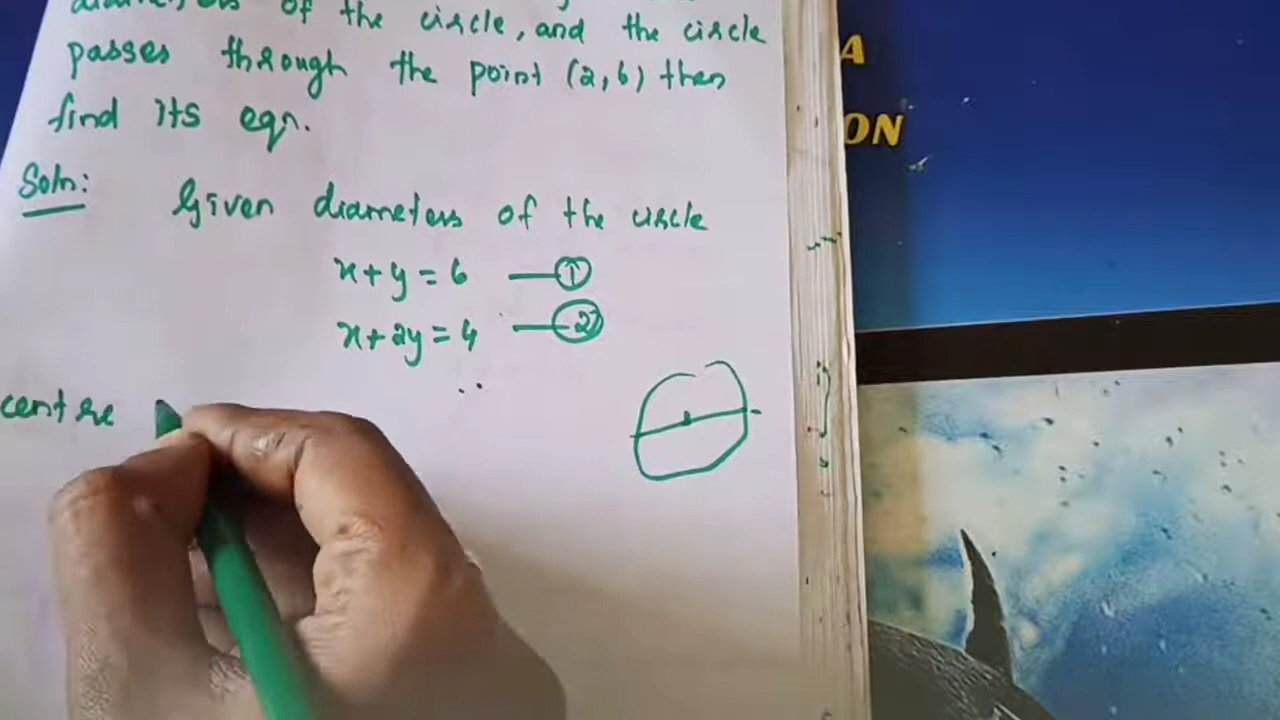 diameters of the circle, and the circle
passes through the point (2,6) then
find its eqn.
Soln:
Given diameters of the circle
x+y=6 —①
x+2y=4 —②
centre
A
ON